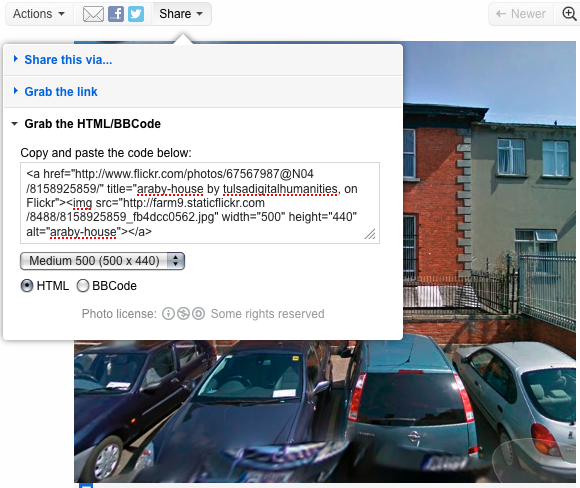 Actions Share Newer
Share this via...
Grab the link
Grab the HTML/BBCode
Copy and paste the code below:
<a href="http://www.flickr.com/photos/67567987@N04
/8158925859/" title="araby-house by tulsadigitalhumanities, on
Flickr"><img src="http://farm9.staticflickr.com
/8488/8158925859_fb4dcc0562.jpg" width="500" height="440"
alt="araby-house"></a>
Medium 500 (500 x 440)
HTML BBCode
Photo license: Some rights reserved